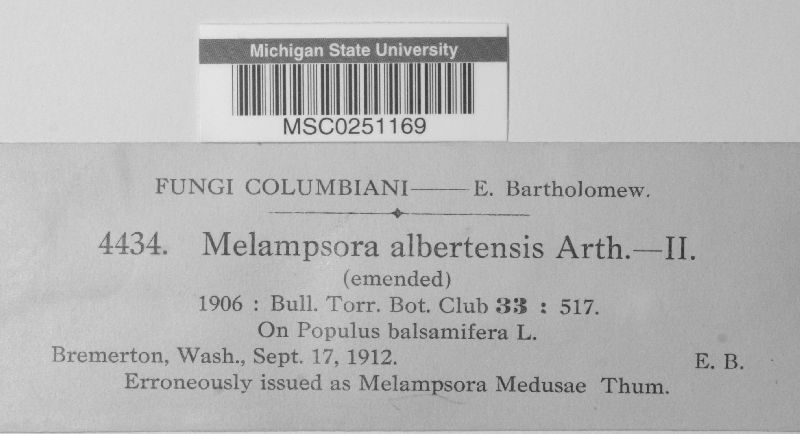 Michigan State University
MSC0251169
FUNGI COLUMBIANI——E. Bartholomew.
4434. Melampsora albertensis Arth.—II.
(emended)
1906 : Bull. Torr. Bot. Club 33 : 517.
On Populus balsamifera L.
Bremerton, Wash., Sept. 17, 1912. E. B.
Erroneously issued as Melampsora Medusae Thum.